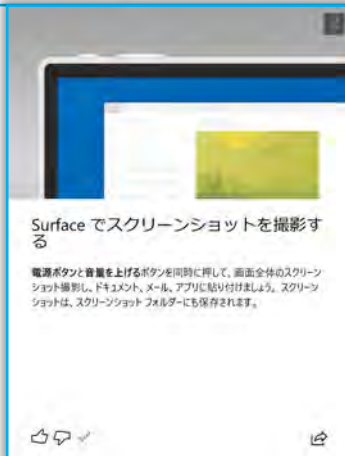 Surface でスクリーンショットを撮影す
る
電源ボタンと音量を上げるボタンを同時に押して、画面全体のスクリーン
ショット撮影し、ドキュメント、メール、アプリに貼り付けましょう。スクリーン
ショットは、スクリーンショット フォルダーにも保存されます。